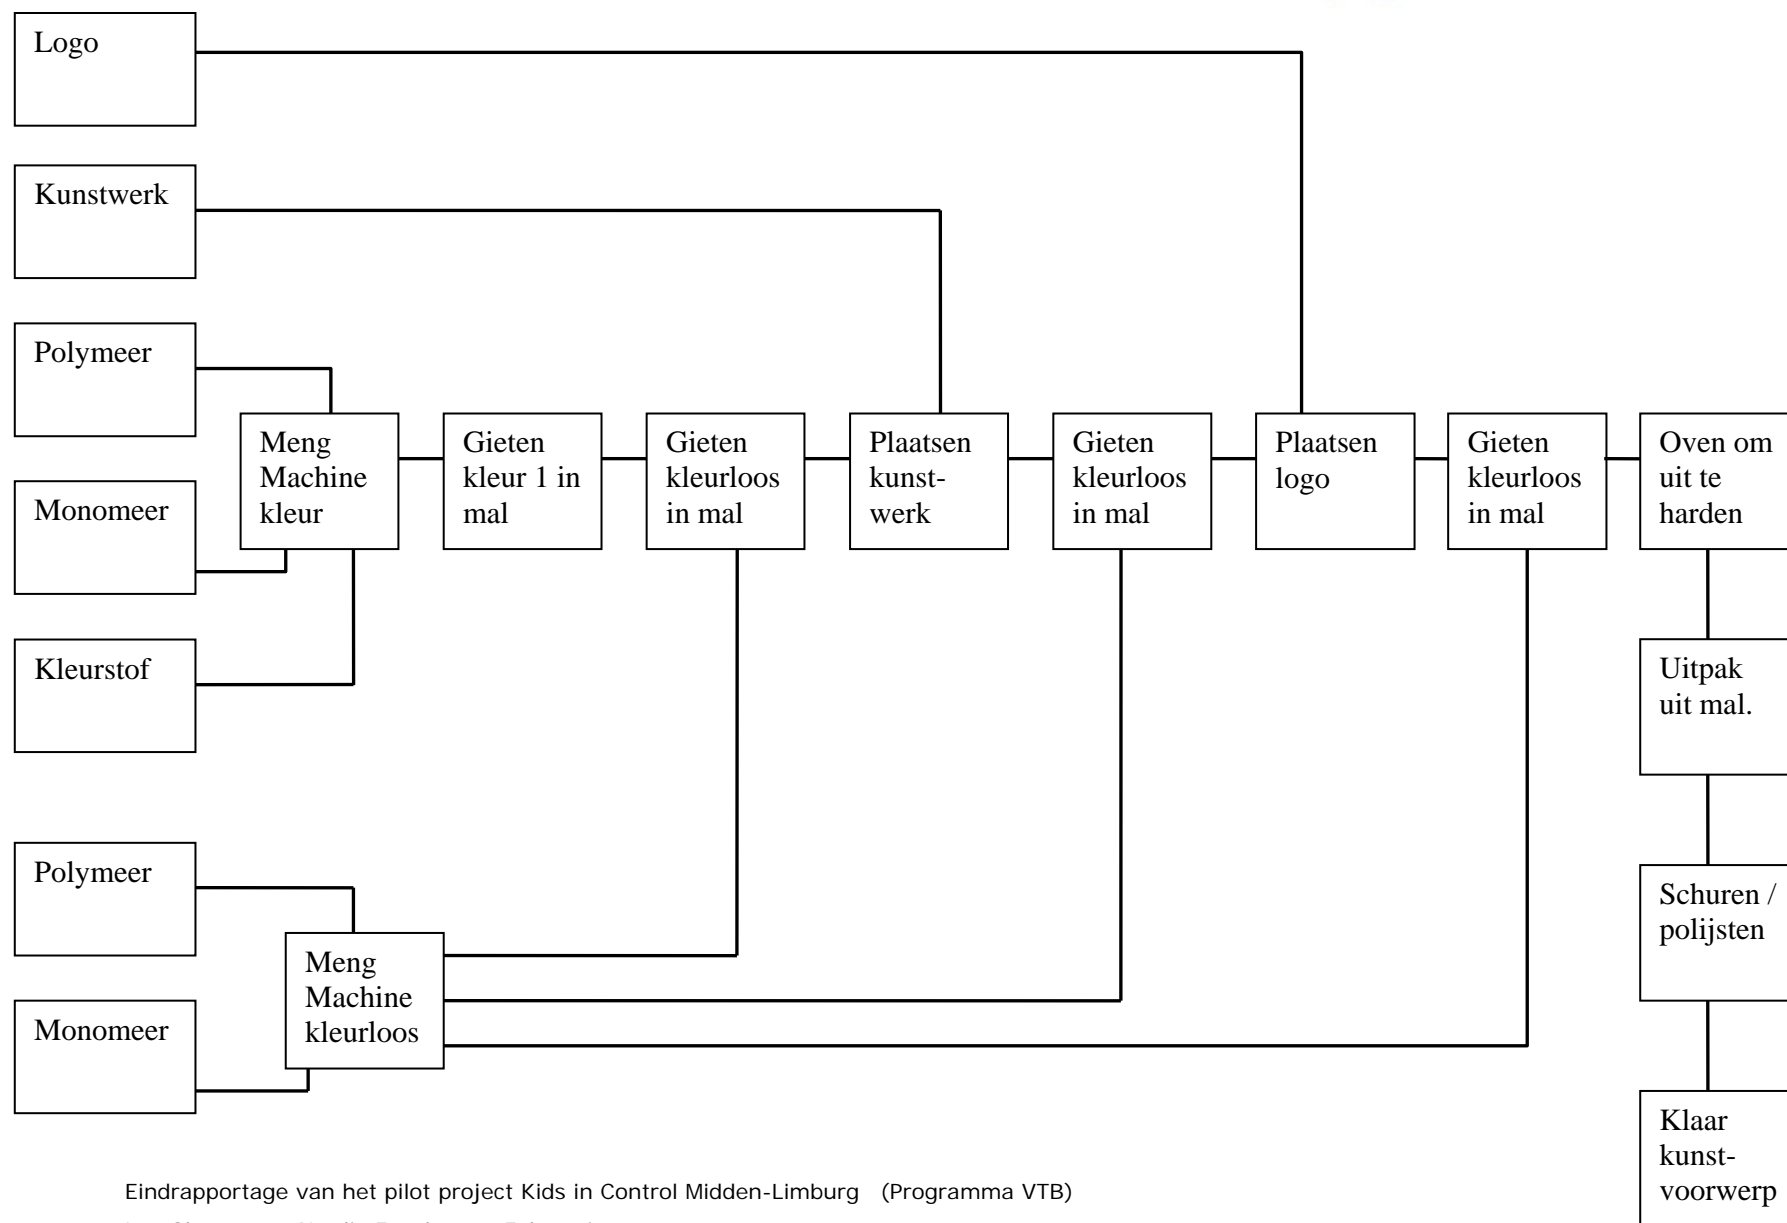 Logo
Kunstwerk
Polymeer
Monomeer
Kleurstof
Meng
Machine
kleur
Gieten
kleur 1 in
mal
Gieten
kleurloos
in mal
Plaatsen
kunst-
werk
Gieten
kleurloos
in mal
Plaatsen
logo
Gieten
kleurloos
in mal
Oven om
uit te
harden
Uitpak
uit mal.
Schuren /
polijsten
Klaar
kunst-
voorwerp
Polymeer
Monomeer
Meng
Machine
kleurloos
Eindrapportage van het pilot project Kids in Control Midden-Limburg (Programma VTB)